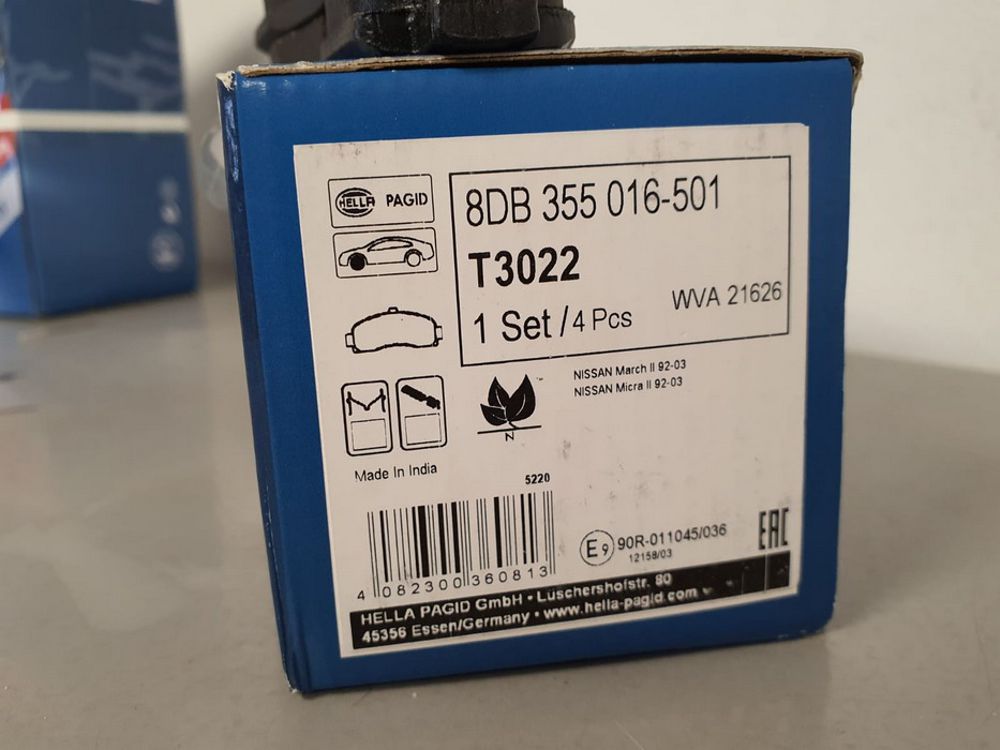 HELLA PAGID
8DB 355 016-501
T3022
WVA 21626
1 Set / 4 Pcs
NISSAN March II 92-03
NISSAN Micra II 92-03
N
Made In India
5220
4 082300 360813
E9 90R-011045/036
12158/03
EAC
HELLA PAGID GmbH • Luschershofstr. 80
45356 Essen/Germany • www.hella-pagid.com